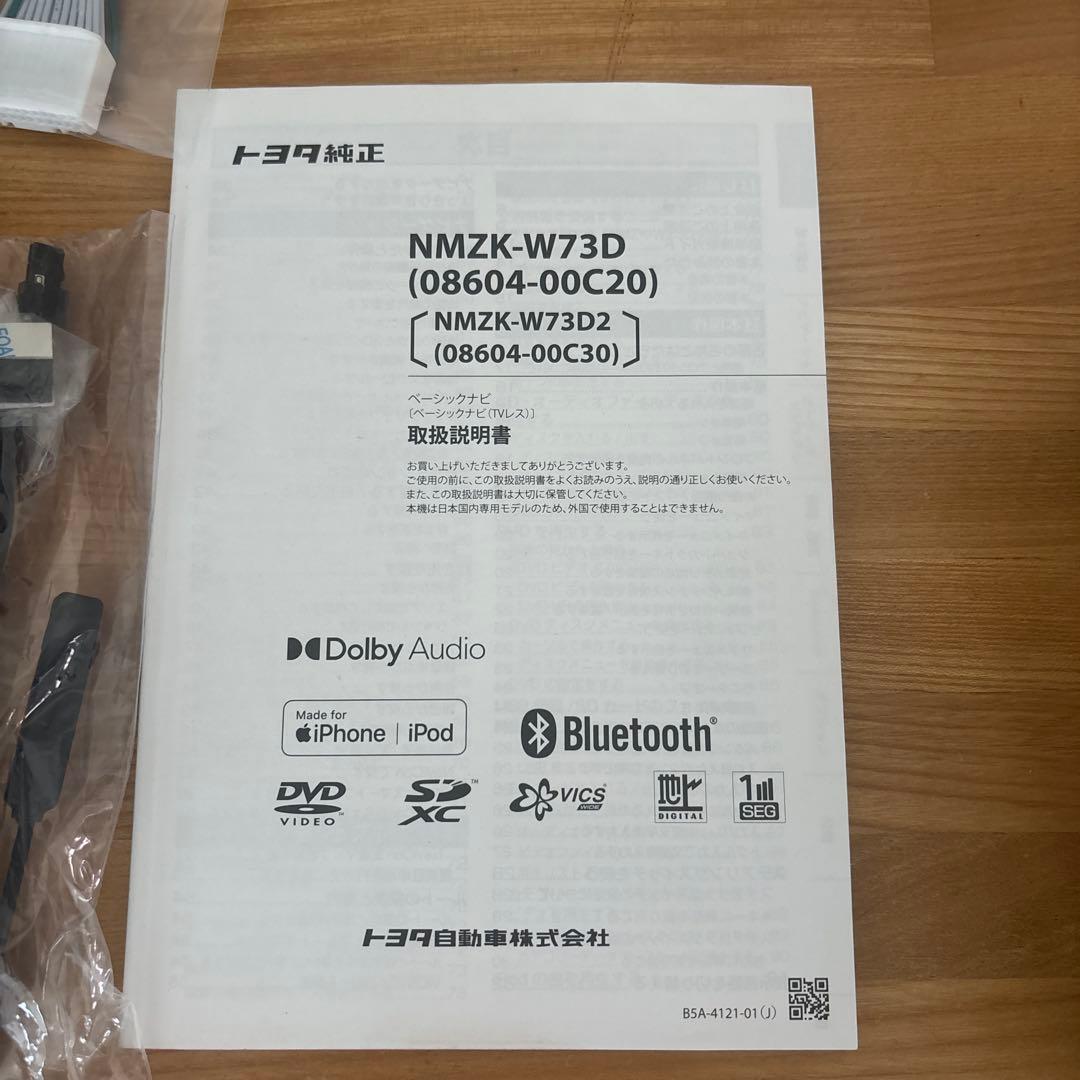 トヨタ純正
NMZK-W73D
(08604-00C20)
NMZK-W73D2
(08604-00C30)
ベーシックナビ
〔ベーシックナビ(TVレス)〕
取扱説明書
お買い上げいただきましてありがとうございます。
ご使用の前に、この取扱説明書をよくお読みのうえ、説明の通り正しくお使いください。
また、この取扱説明書は大切に保管してください。
本機は日本国内専用モデルのため、外国で使用することはできません。
Dolby Audio
Made for
iPhone | iPod
Bluetooth®
DVD
VIDEO™
SD™
XC
VICS®
WIDE
地上
DIGITAL
1
SEG
トヨタ自動車株式会社
B5A-4121-01(J)